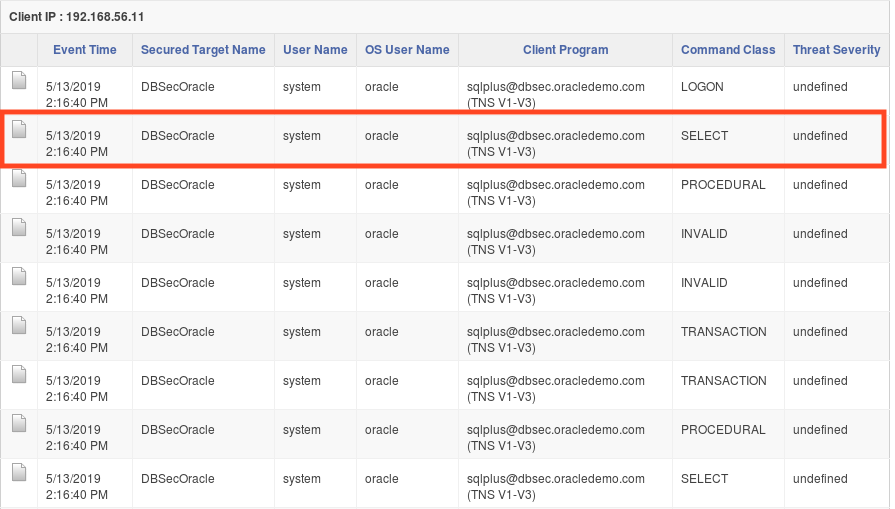 Client IP : 192.168.56.11
Event Time Secured Target Name User Name OS User Name Client Program Command Class Threat Severity
5/13/2019 DBSecOracle system oracle sqlplus@dbsec.oracledemo.com LOGON undefined
2:16:40 PM (TNS V1-V3)
5/13/2019 DBSecOracle system oracle sqlplus@dbsec.oracledemo.com SELECT undefined
2:16:40 PM (TNS V1-V3)
5/13/2019 DBSecOracle system oracle sqlplus@dbsec.oracledemo.com PROCEDURAL undefined
2:16:40 PM (TNS V1-V3)
5/13/2019 DBSecOracle system oracle sqlplus@dbsec.oracledemo.com INVALID undefined
2:16:40 PM (TNS V1-V3)
5/13/2019 DBSecOracle system oracle sqlplus@dbsec.oracledemo.com INVALID undefined
2:16:40 PM (TNS V1-V3)
5/13/2019 DBSecOracle system oracle sqlplus@dbsec.oracledemo.com TRANSACTION undefined
2:16:40 PM (TNS V1-V3)
5/13/2019 DBSecOracle system oracle sqlplus@dbsec.oracledemo.com TRANSACTION undefined
2:16:40 PM (TNS V1-V3)
5/13/2019 DBSecOracle system oracle sqlplus@dbsec.oracledemo.com PROCEDURAL undefined
2:16:40 PM (TNS V1-V3)
5/13/2019 DBSecOracle system oracle sqlplus@dbsec.oracledemo.com SELECT undefined
2:16:40 PM (TNS V1-V3)